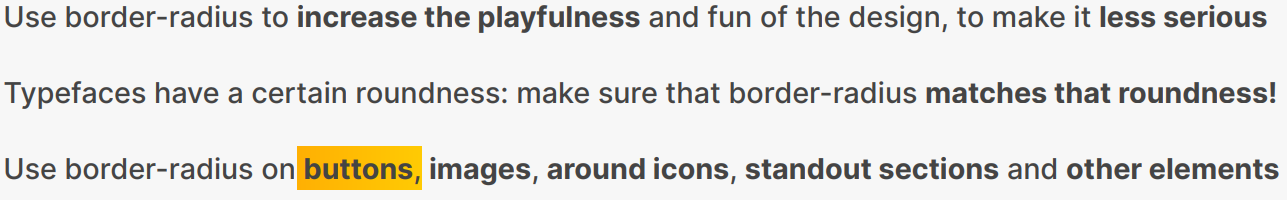 Use border-radius to increase the playfulness and fun of the design, to make it less serious
Typefaces have a certain roundness: make sure that border-radius matches that roundness!
Use border-radius on buttons, images, around icons, standout sections and other elements